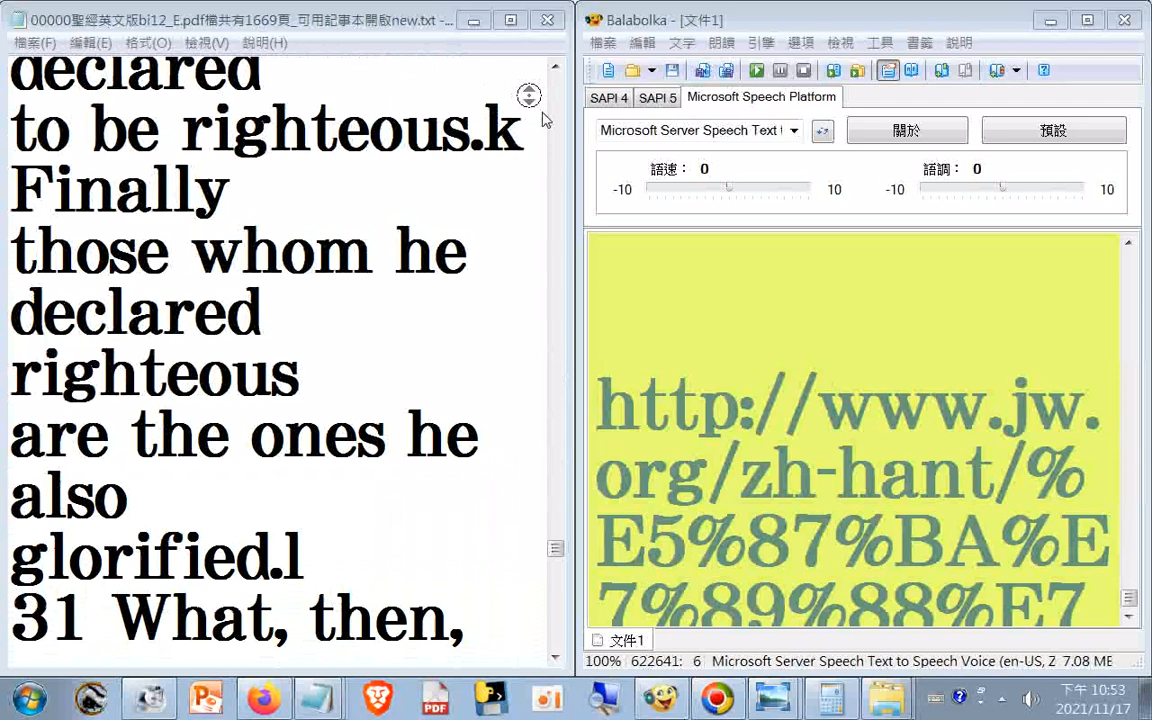 00000聖經英文版bi12_E.pdf檔共有1669頁_可用記事本開啟new.txt -...
檔案(F) 編輯(E) 格式(O) 檢視(V) 說明(H)
declared
to be righteous.k
Finally
those whom he
declared
righteous
are the ones he
also
glorified.l
31 What, then,
Balabolka - [文件1]
檔案 編輯 文字 朗讀 引擎 選項 檢視 工具 書籤 說明
SAPI 4 SAPI 5 Microsoft Speech Platform
Microsoft Server Speech Text t 關於 預設
語速： 0 語調： 0
-10 10 -10 10
http://www.jw.
org/zh-hant/%
E5%87%BA%E
7%89%88%E7
文件1
100% 622641: 6 Microsoft Server Speech Text to Speech Voice (en-US, Z 7.08 ME
下午 10:53
2021/11/17